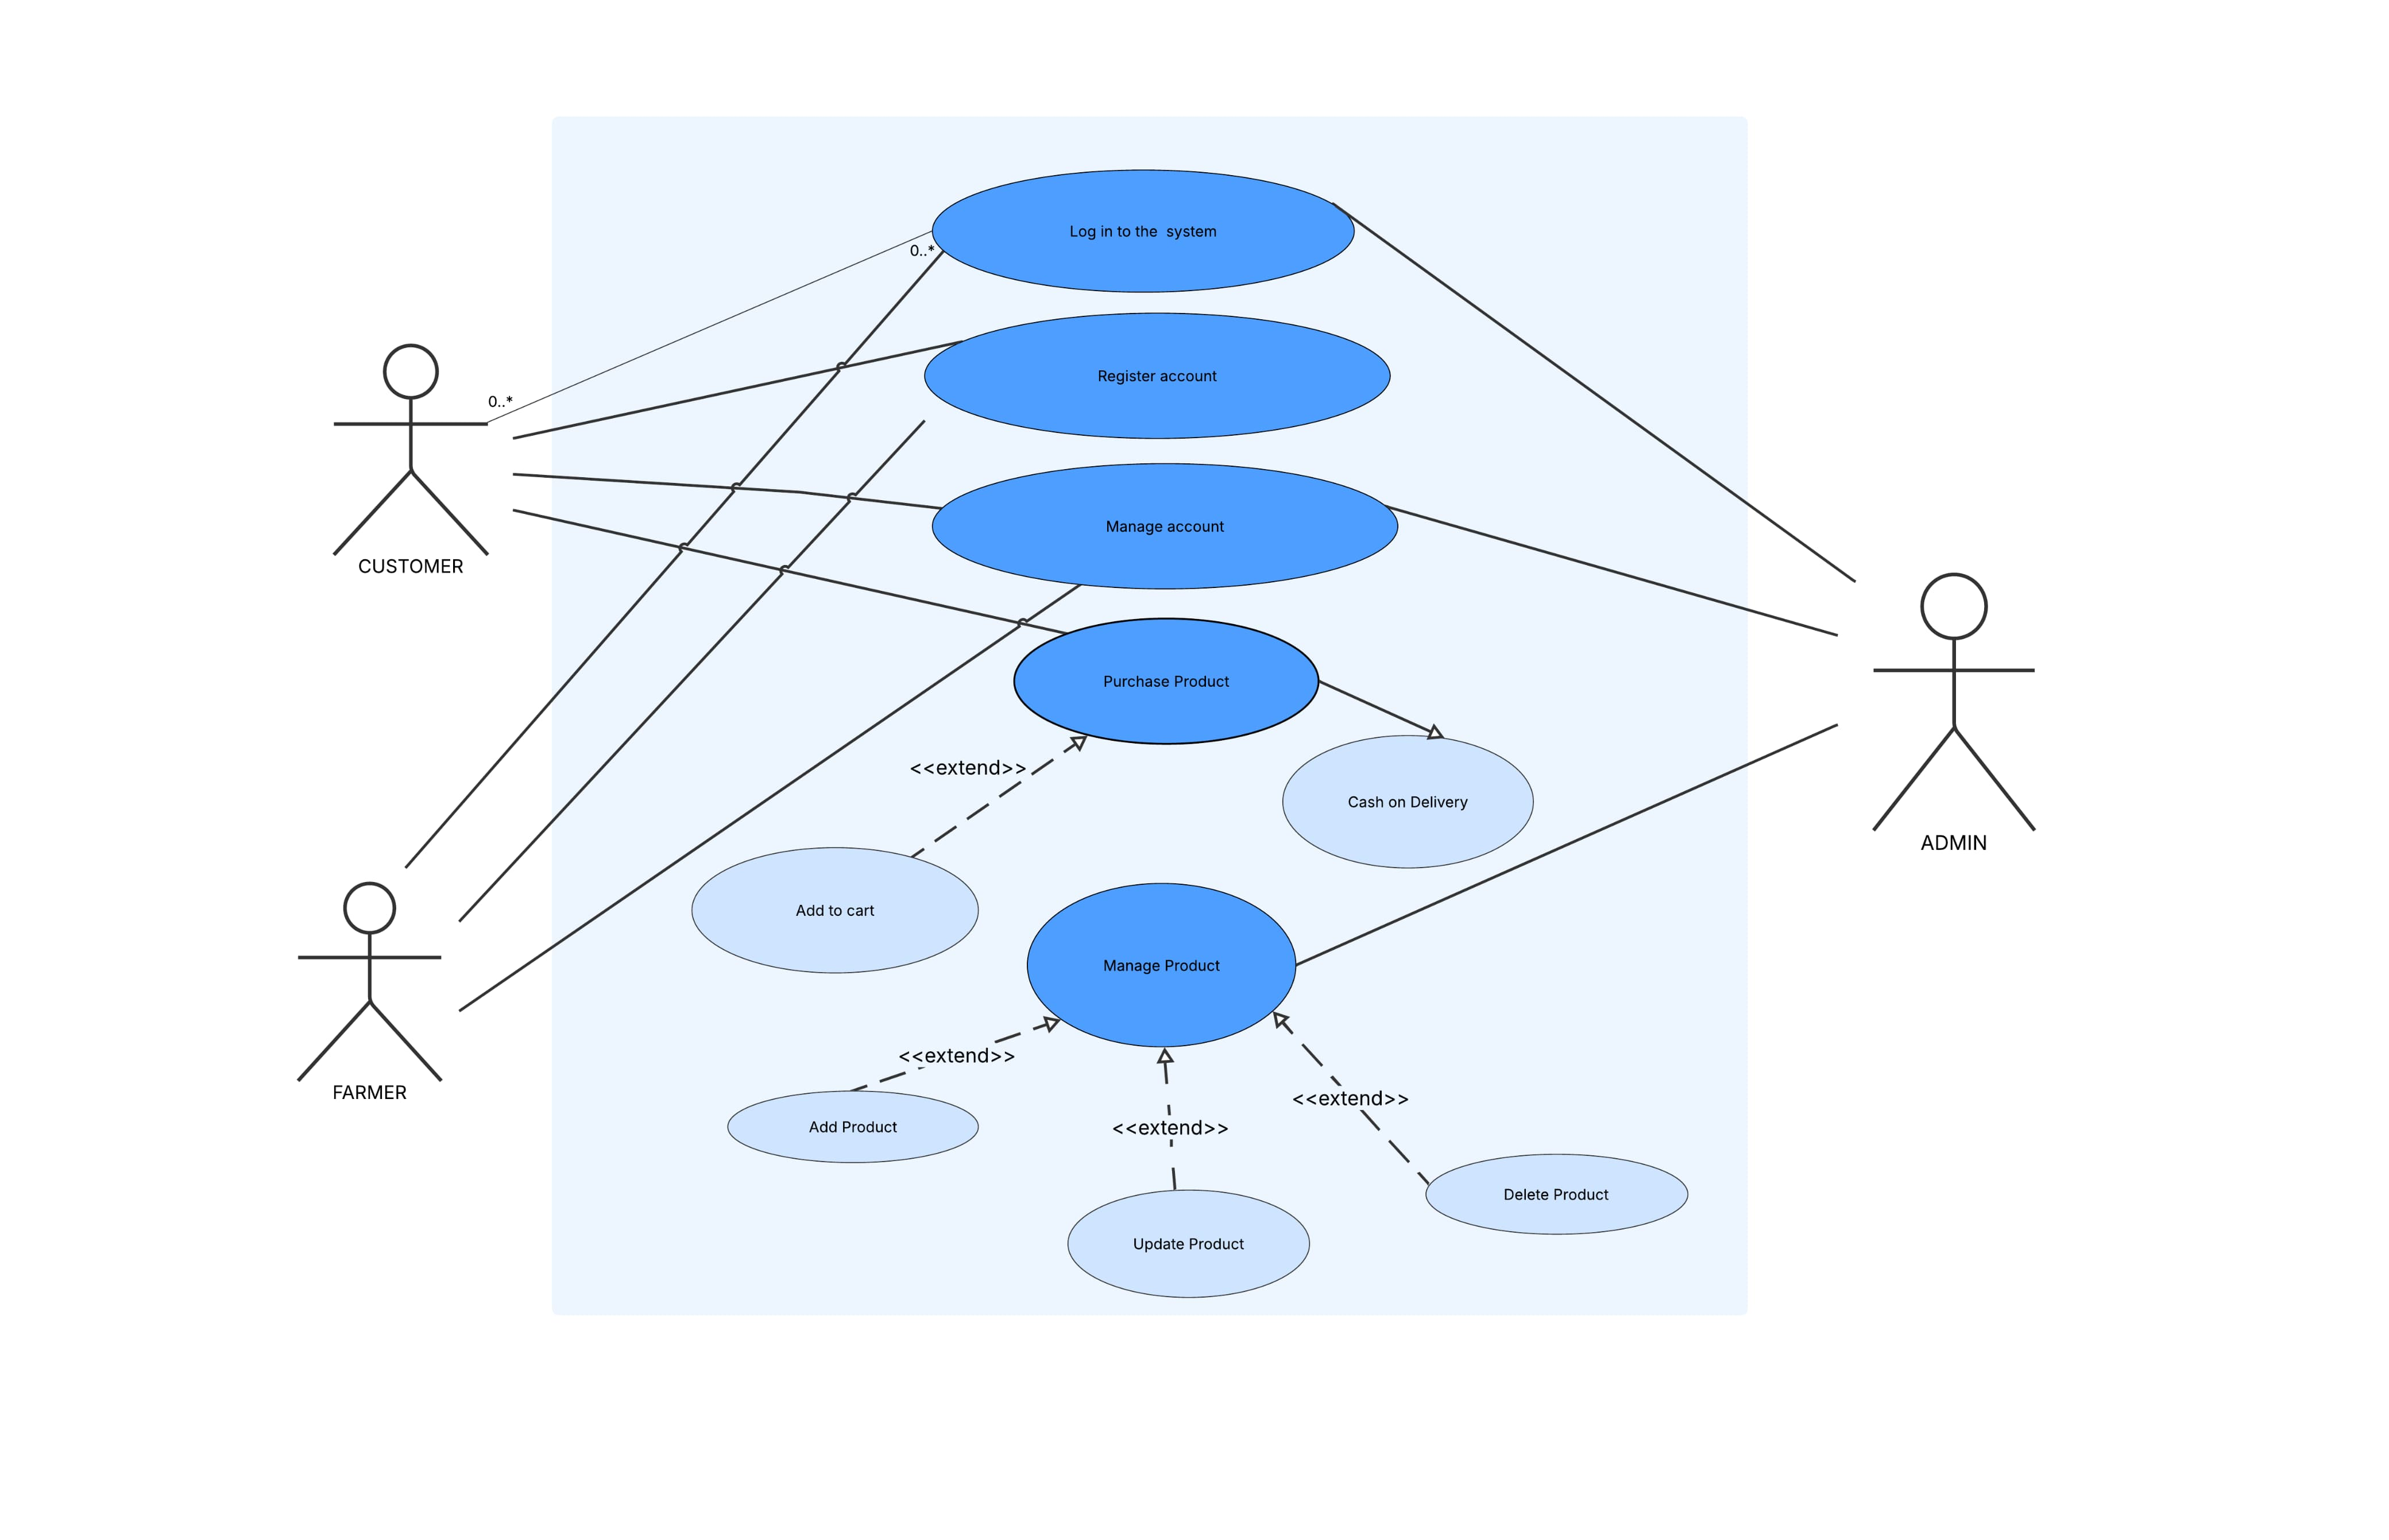 Log in to the  system
0..*
Register account
0..*
Manage account
CUSTOMER
Purchase Product
<<extend>>
Cash on Delivery
ADMIN
Add to cart
Manage Product
<<extend>>
FARMER
<<extend>>
<<extend>>
Add Product
Delete Product
Update Product